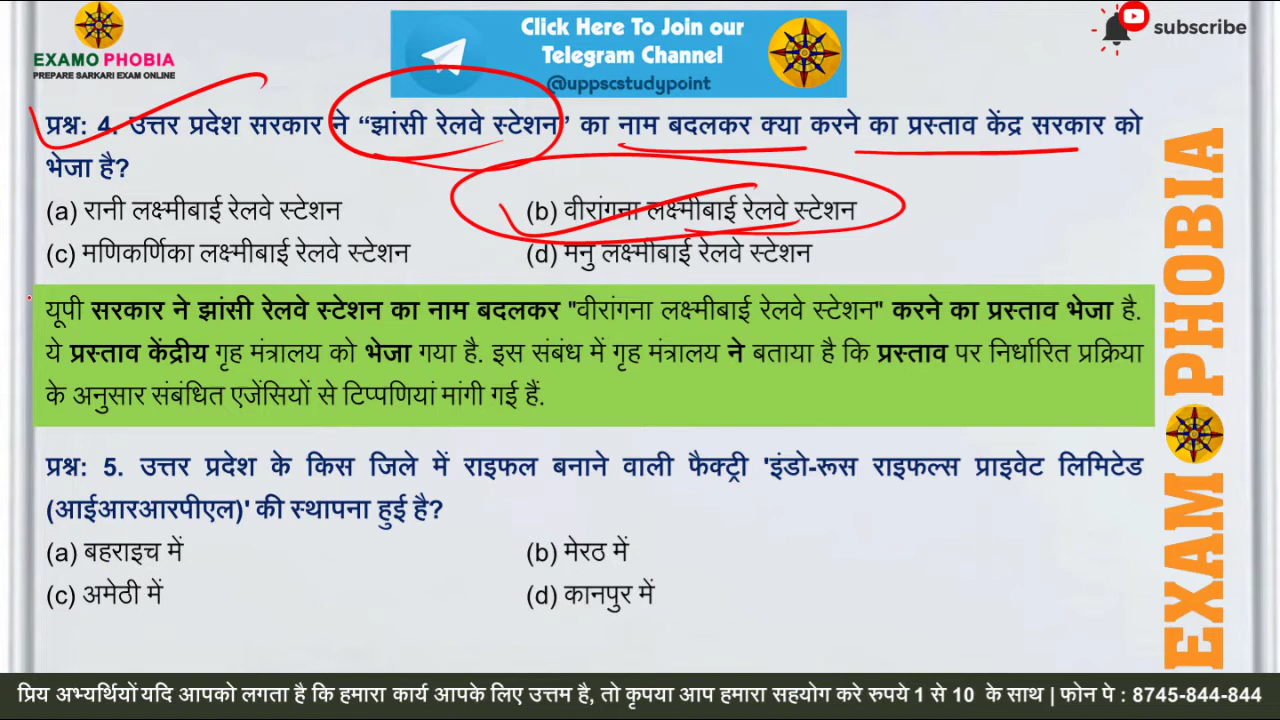 Click Here To Join our
Telegram Channel
@uppscstudypoint
subscribe
EXAMO PHOBIA
PREPARE SARKARI EXAM ONLINE
प्रश्न: 4. उत्तर प्रदेश सरकार ने “झांसी रेलवे स्टेशन” का नाम बदलकर क्या करने का प्रस्ताव केंद्र सरकार को
भेजा है?
(a) रानी लक्ष्मीबाई रेलवे स्टेशन (b) वीरांगना लक्ष्मीबाई रेलवे स्टेशन
(c) मणिकर्णिका लक्ष्मीबाई रेलवे स्टेशन (d) मनु लक्ष्मीबाई रेलवे स्टेशन
यूपी सरकार ने झांसी रेलवे स्टेशन का नाम बदलकर "वीरांगना लक्ष्मीबाई रेलवे स्टेशन" करने का प्रस्ताव भेजा है.
ये प्रस्ताव केंद्रीय गृह मंत्रालय को भेजा गया है. इस संबंध में गृह मंत्रालय ने बताया है कि प्रस्ताव पर निर्धारित प्रक्रिया
के अनुसार संबंधित एजेंसियों से टिप्पणियां मांगी गई हैं.
प्रश्न: 5. उत्तर प्रदेश के किस जिले में राइफल बनाने वाली फैक्ट्री 'इंडो-रूस राइफल्स प्राइवेट लिमिटेड
(आईआरआरपीएल)' की स्थापना हुई है?
(a) बहराइच में (b) मेरठ में
(c) अमेठी में (d) कानपुर में
EXAM PHOBIA
प्रिय अभ्यर्थियों यदि आपको लगता है कि हमारा कार्य आपके लिए उत्तम है, तो कृपया आप हमारा सहयोग करे रुपये 1 से 10 के साथ | फोन पे : 8745-844-844